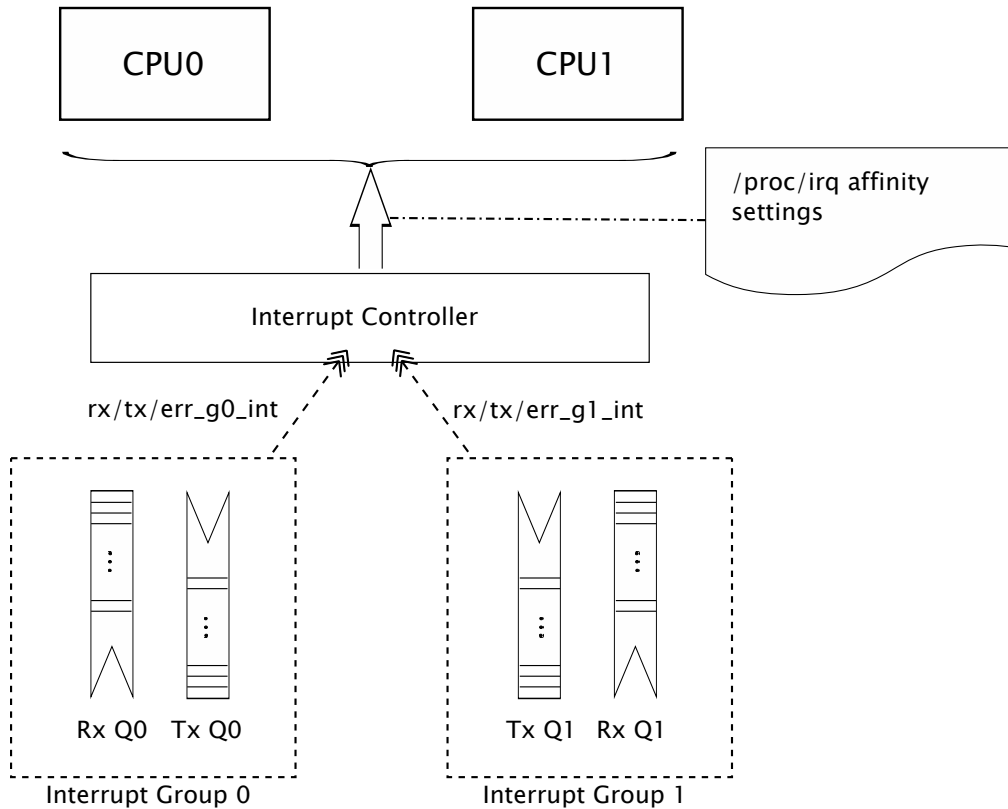 CPU0
CPU1
/proc/irq affinity
settings
Interrupt Controller
rx/tx/err_g0_int
rx/tx/err_g1_int
Rx Q0
Tx Q0
Tx Q1
Rx Q1
Interrupt Group 0
Interrupt Group 1